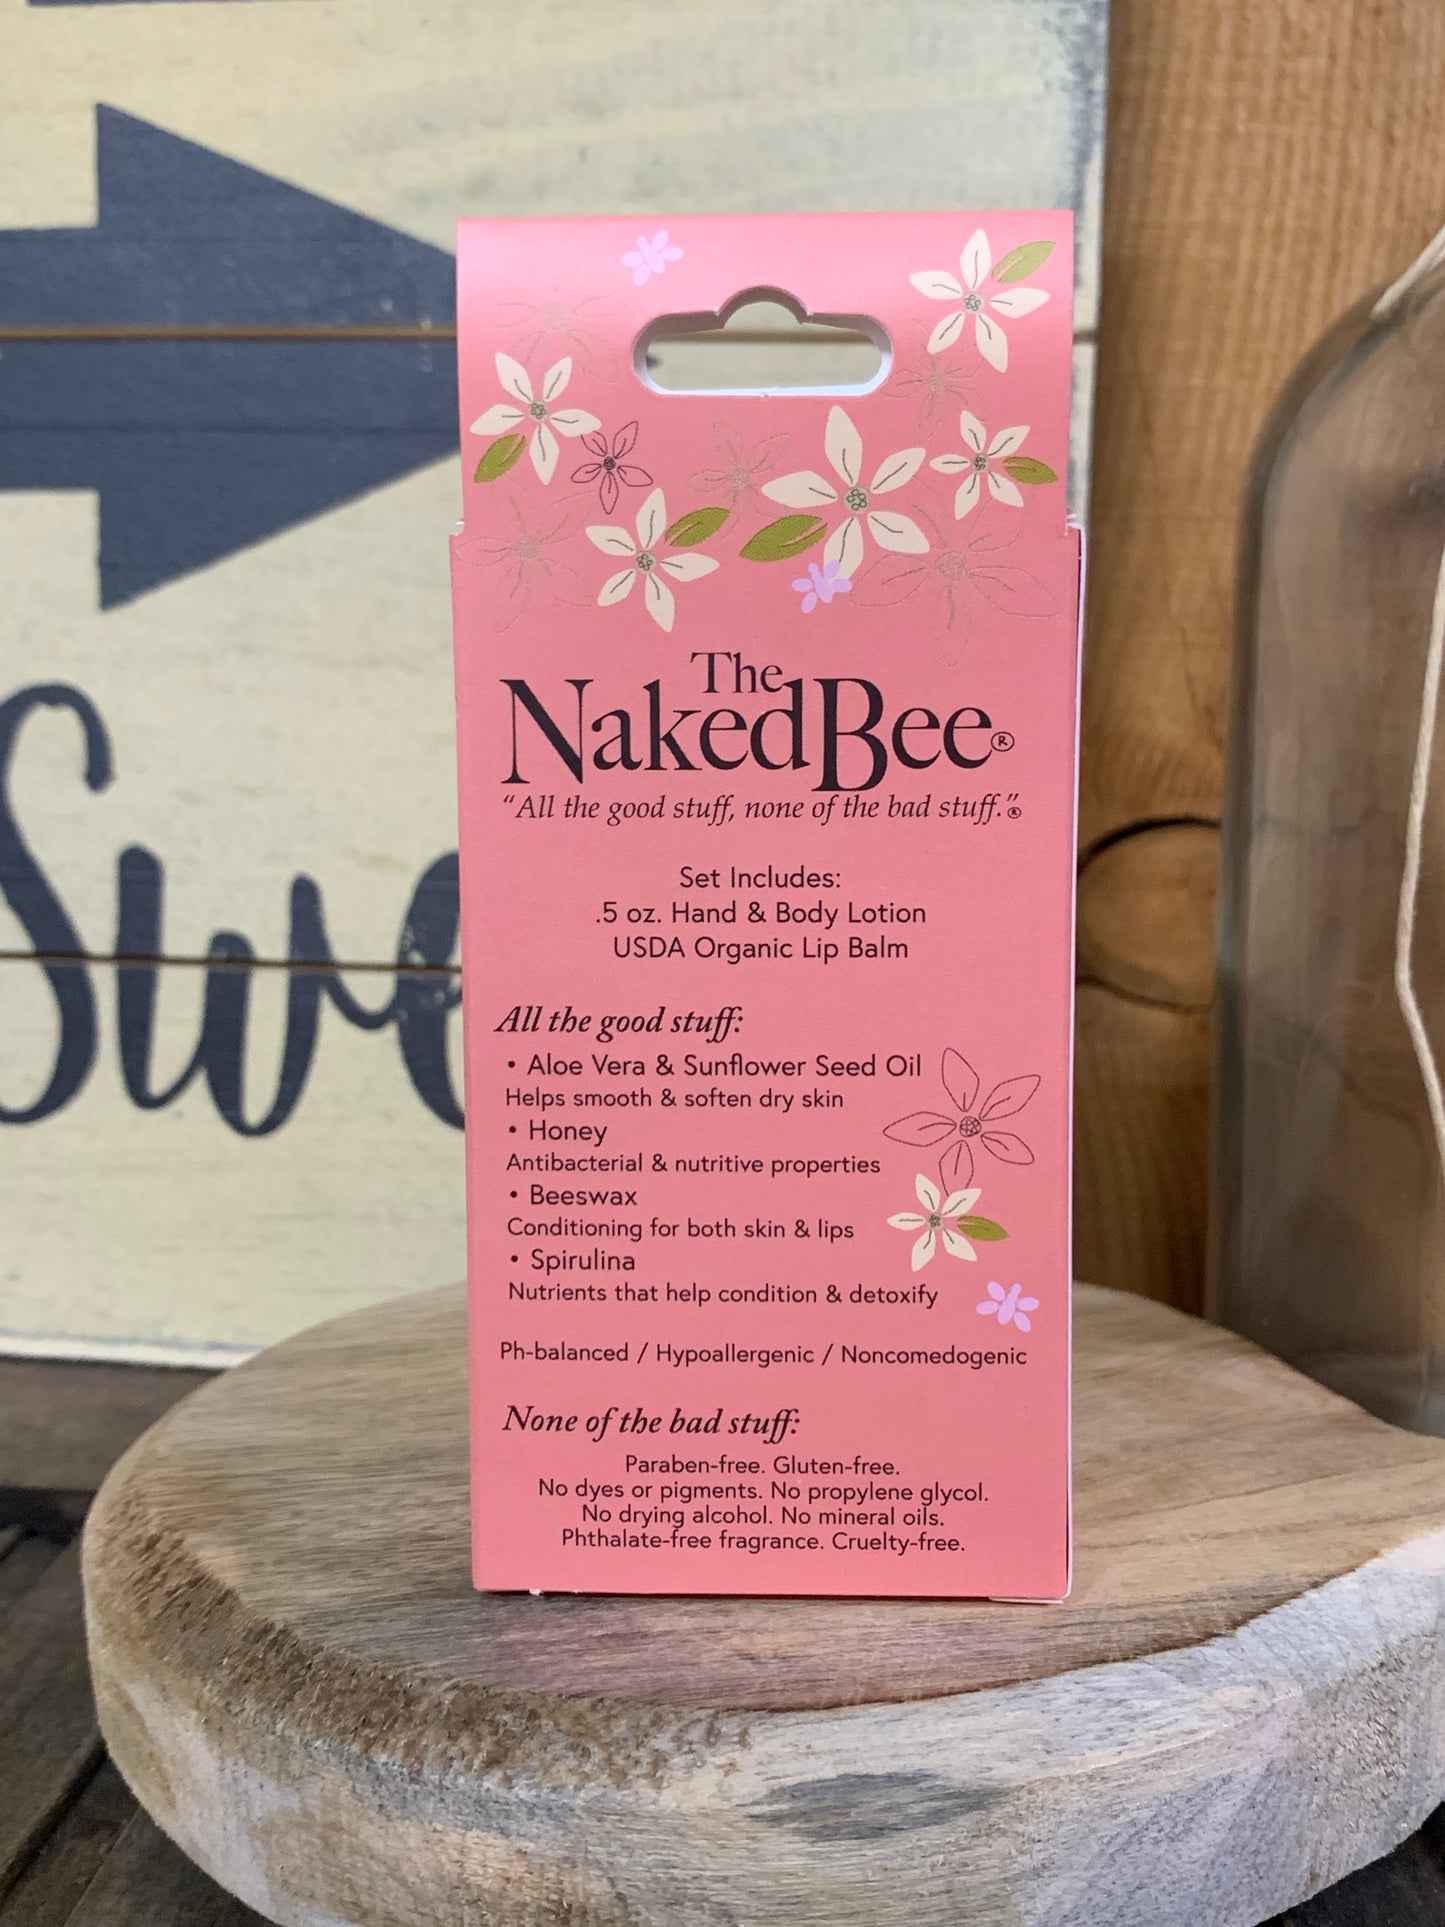 The
NakedBee®
"All the good stuff, none of the bad stuff."®
Set Includes:
.5 oz. Hand & Body Lotion
USDA Organic Lip Balm
All the good stuff:
• Aloe Vera & Sunflower Seed Oil
Helps smooth & soften dry skin
• Honey
Antibacterial & nutritive properties
• Beeswax
Conditioning for both skin & lips
• Spirulina
Nutrients that help condition & detoxify
Ph-balanced / Hypoallergenic / Noncomedogenic
None of the bad stuff:
Paraben-free. Gluten-free.
No dyes or pigments. No propylene glycol.
No drying alcohol. No mineral oils.
Phthalate-free fragrance. Cruelty-free.